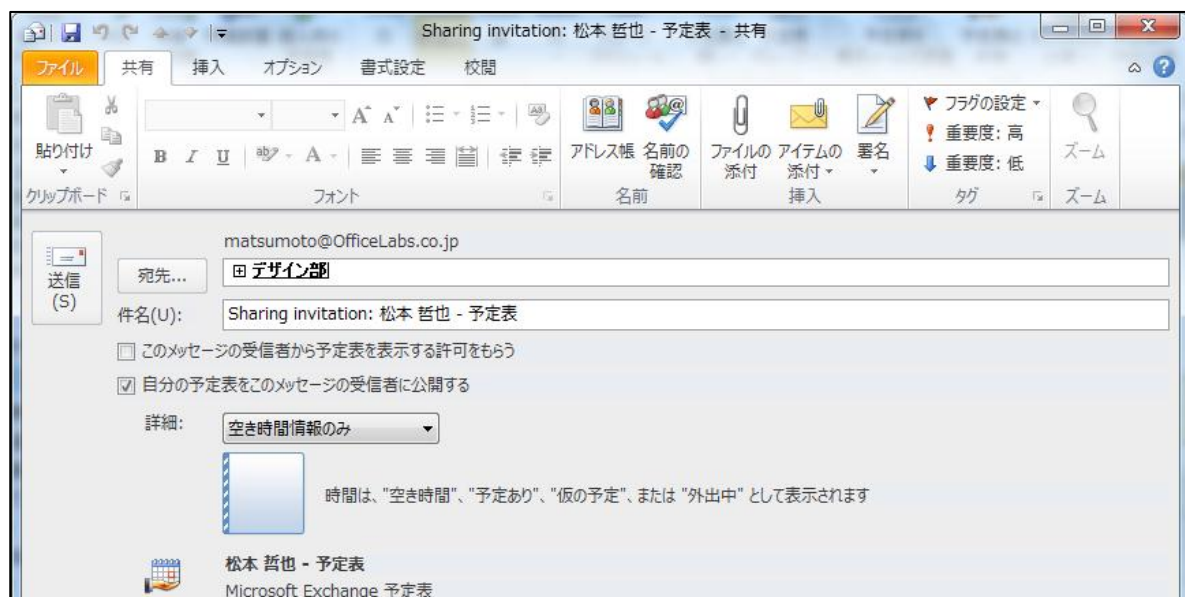 Sharing invitation: 松本 哲也 - 予定表 - 共有
ファイル 共有 挿入 オプション 書式設定 校閲
貼り付け
B I U ab A
アドレス帳 名前の確認
ファイルの添付 アイテムの添付 署名
フラグの設定
重要度: 高
重要度: 低
ズーム
クリップボード フォント 名前 挿入 タグ ズーム
matsumoto@OfficeLabs.co.jp
送信(S)
宛先... デザイン部
件名(U): Sharing invitation: 松本 哲也 - 予定表
このメッセージの受信者から予定表を表示する許可をもらう
自分の予定表をこのメッセージの受信者に公開する
詳細: 空き時間情報のみ
時間は、"空き時間"、"予定あり"、"仮の予定"、または "外出中" として表示されます
松本 哲也 - 予定表
Microsoft Exchange 予定表